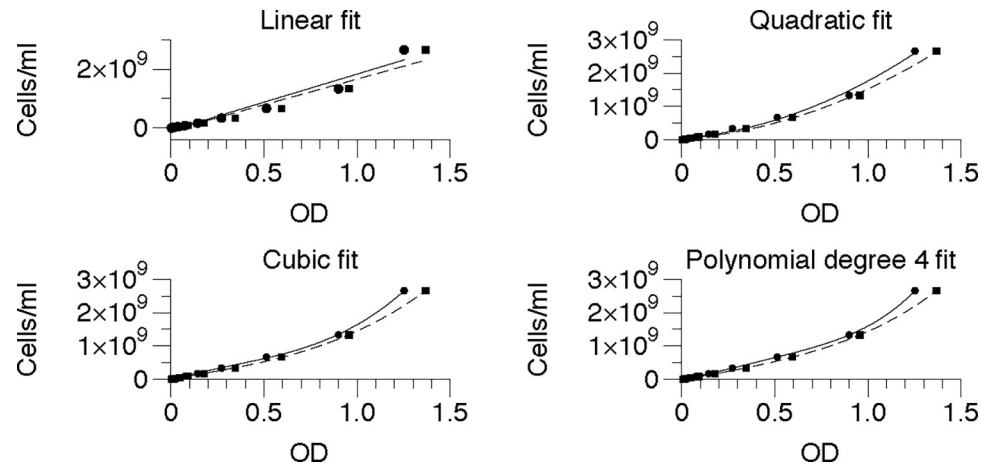 Linear fit
Cells/ml
2×10⁹
0
0 0.5 1.0 1.5
OD
Quadratic fit
Cells/ml
3×10⁹
2×10⁹
1×10⁹
0
0 0.5 1.0 1.5
OD
Cubic fit
Cells/ml
3×10⁹
2×10⁹
1×10⁹
0
0 0.5 1.0 1.5
OD
Polynomial degree 4 fit
Cells/ml
3×10⁹
2×10⁹
1×10⁹
0
0 0.5 1.0 1.5
OD